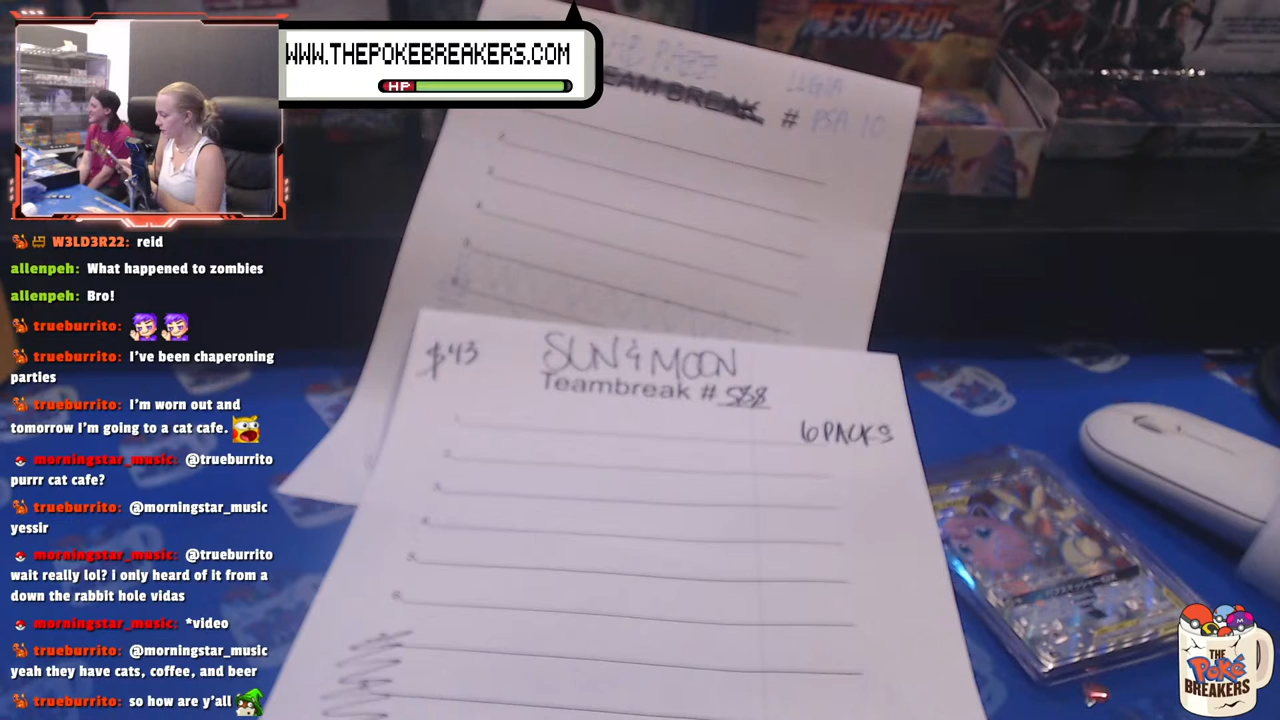 WWW.THEPOKEBREAKERS.COM
HP
W3LD3R22: reid
allenpeh: What happened to zombies
allenpeh: Bro!
trueburrito:
trueburrito: I've been chaperoning
parties
trueburrito: I'm worn out and
tomorrow I'm going to a cat cafe.
morningstar_music: @trueburrito
purrr cat cafe?
trueburrito: @morningstar_music
yessir
morningstar_music: @trueburrito
wait really lol? i only heard of it from a
down the rabbit hole vidas
morningstar_music: *video
trueburrito: @morningstar_music
yeah they have cats, coffee, and beer
trueburrito: so how are y'all
LUGIA
TEAM BREAK # PSA 10
$43 SUN & MOON
Teambreak # 588
6 PACKS
THE
Poké
BREAKERS